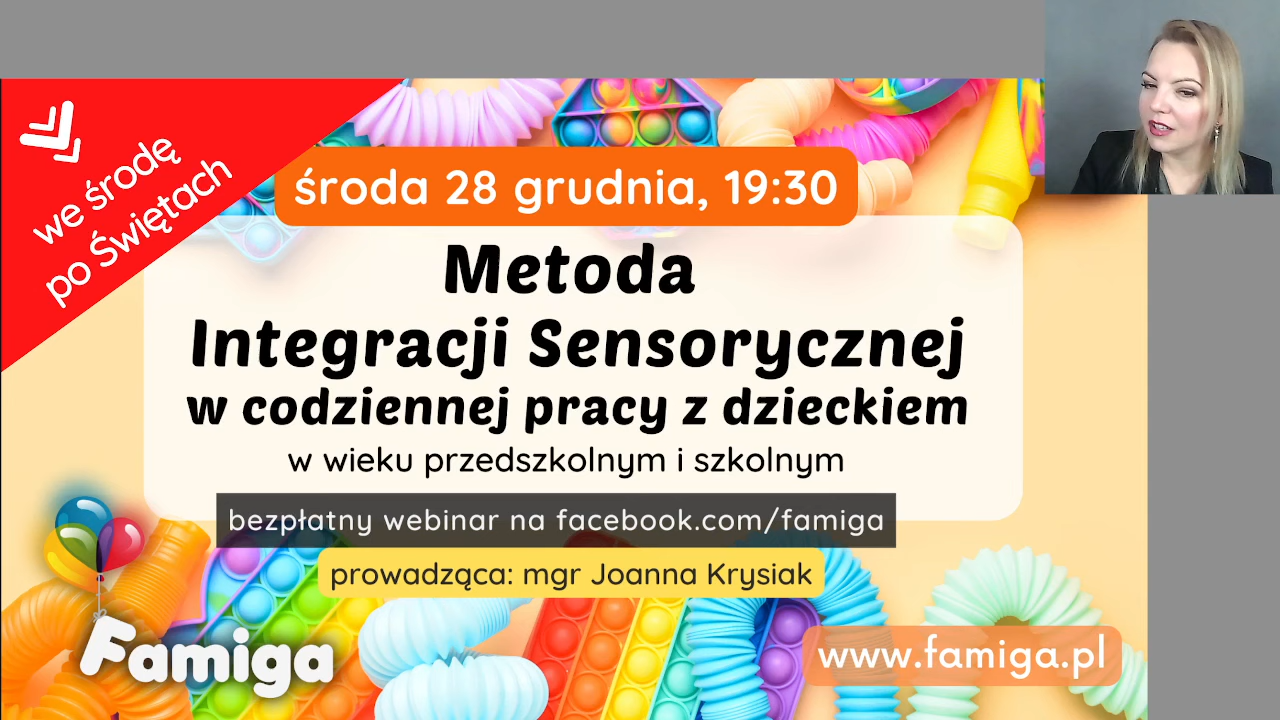 we środę
po Świętach
środa 28 grudnia, 19:30
Metoda
Integracji Sensorycznej
w codziennej pracy z dzieckiem
w wieku przedszkolnym i szkolnym
bezpłatny webinar na facebook.com/famiga
prowadząca: mgr Joanna Krysiak
Famiga
www.famiga.pl